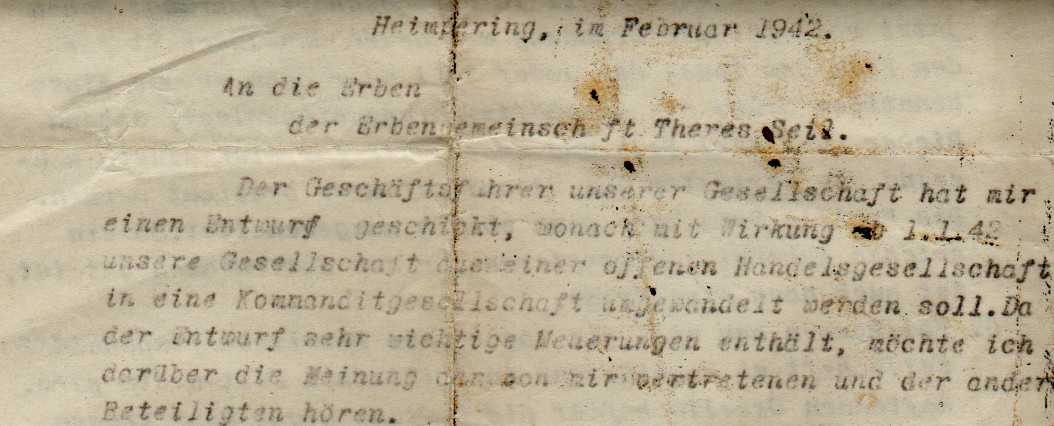 Heimpering, im Februar 1942.
An die Erben
der Erbengemeinschaft Theres Seil.
Der Geschäftsführer unserer Gesellschaft hat mir
einen Entwurf geschickt, wonach mit Wirkung ab 1.1.42
unsere Gesellschaft aus einer offenen Handelsgesellschaft
in eine Kommanditgesellschaft umgewandelt werden soll.Da
der Entwurf sehr wichtige Neuerungen enthält, möchte ich
darüber die Meinung der von mir vertretenen und der ander
Beteiligten hören.